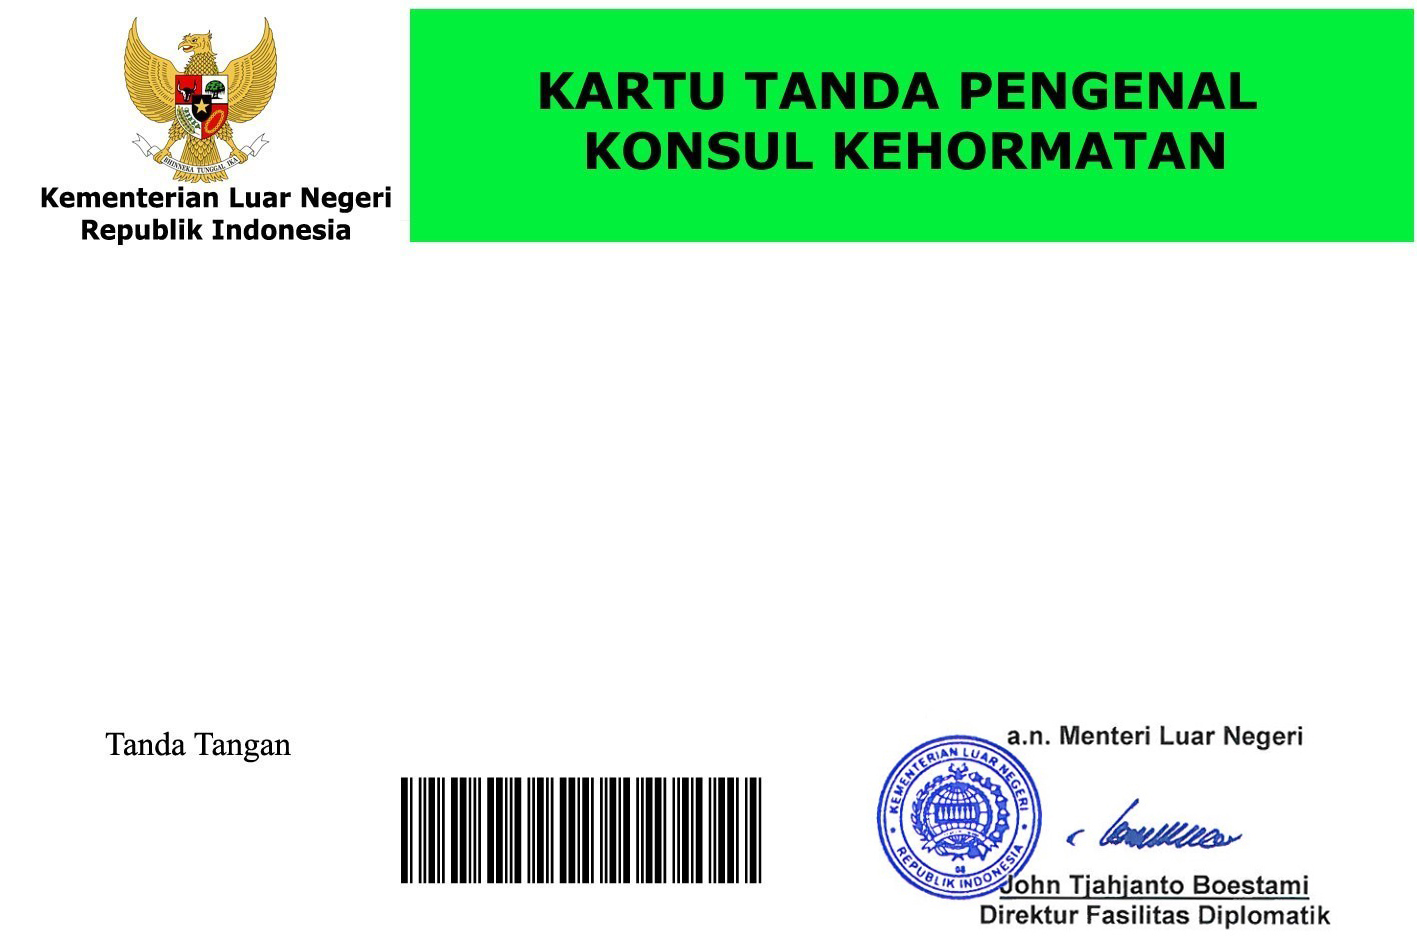 BHINNEKA TUNGGAL IKA
Kementerian Luar Negeri
Republik Indonesia
KARTU TANDA PENGENAL
KONSUL KEHORMATAN
Tanda Tangan
a.n. Menteri Luar Negeri
KEMENTERIAN LUAR NEGERI
REPUBLIK INDONESIA
08
John Tjahjanto Boestami
Direktur Fasilitas Diplomatik